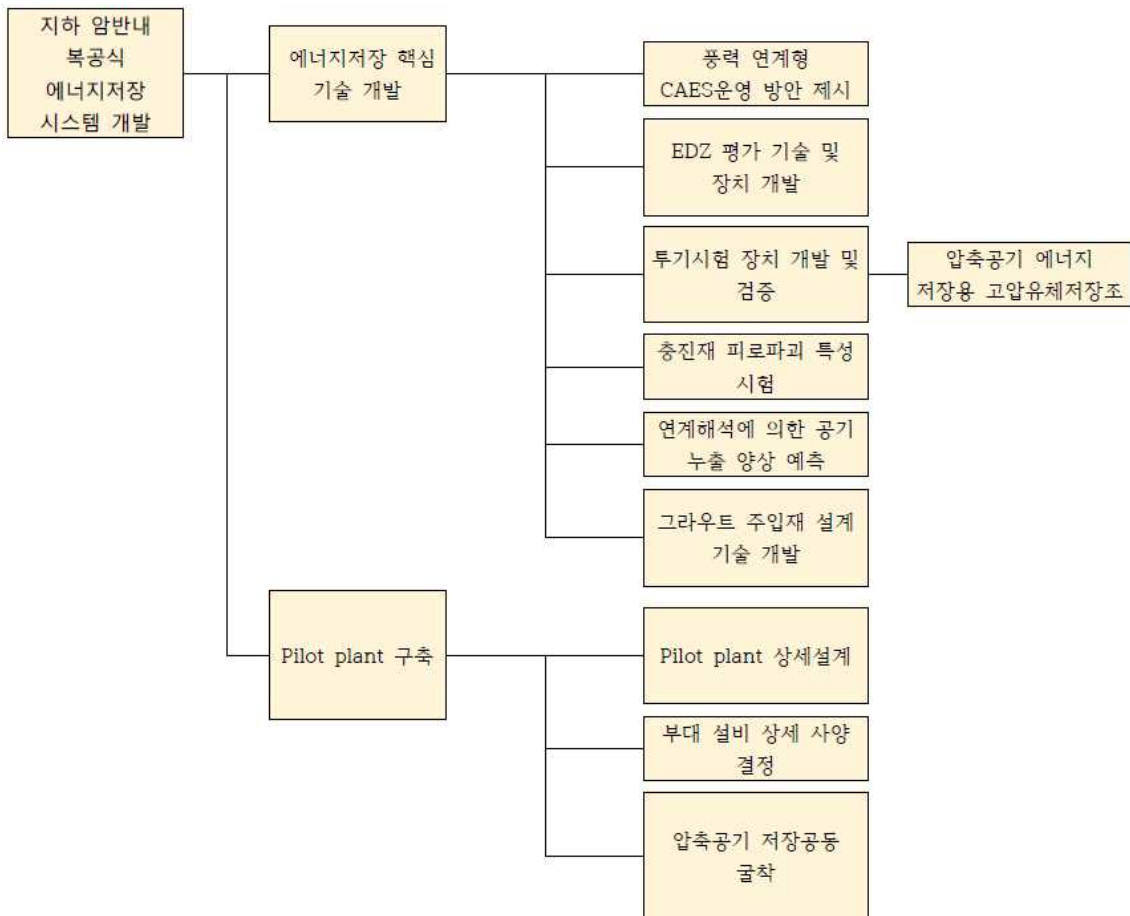 지하 암반내
복공식
에너지저장
시스템 개발
에너지저장 핵심
기술 개발
풍력 연계형
CAES운영 방안 제시
EDZ 평가 기술 및
장치 개발
투기시험 장치 개발 및
검증
압축공기 에너지
저장용 고압유체저장조
충진재 피로파괴 특성
시험
연계해석에 의한 공기
누출 양상 예측
그라우트 주입재 설계
기술 개발
Pilot plant 구축
Pilot plant 상세설계
부대 설비 상세 사양
결정
압축공기 저장공동
굴착